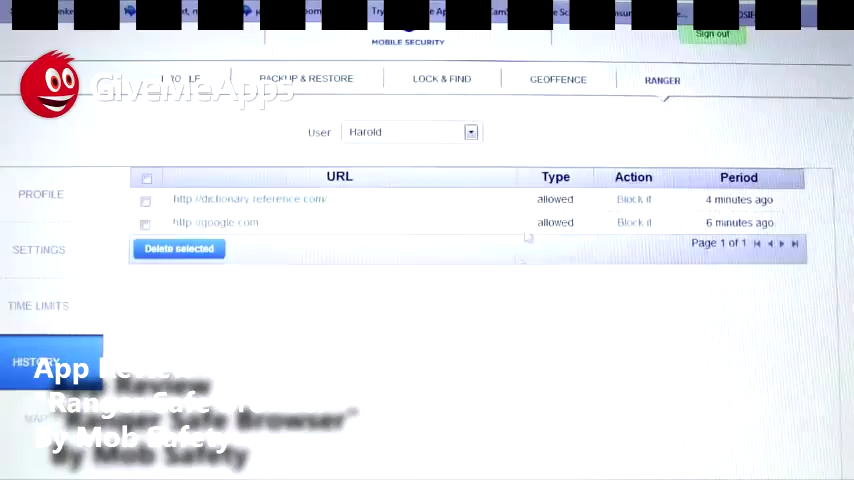 MOBILE SECURITY
Sign out
GiveMeApps
PROFILE
BACKUP & RESTORE
LOCK & FIND
GEOFFENCE
RANGER
User
Harold
URL
Type
Action
Period
http://dictionary.reference.com/
allowed
Block it
4 minutes ago
http://google.com
allowed
Block it
6 minutes ago
Delete selected
Page 1 of 1
PROFILE
SETTINGS
TIME LIMITS
HISTORY
App Review
"Ranger Safe Browser"
By Mob Safety